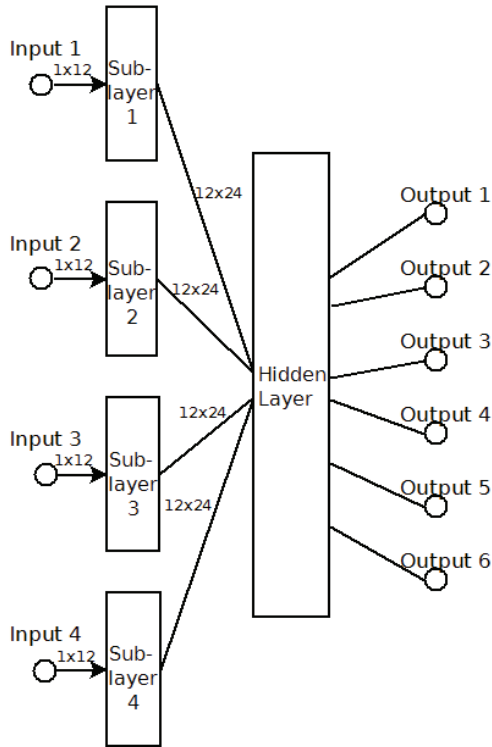 Input 1
1x12
Sub-
layer
1
12x24
Input 2
1x12
Sub-
layer
2
12x24
Input 3
1x12
Sub-
layer
3
12x24
Input 4
1x12
Sub-
layer
4
12x24
Hidden
Layer
Output 1
Output 2
Output 3
Output 4
Output 5
Output 6